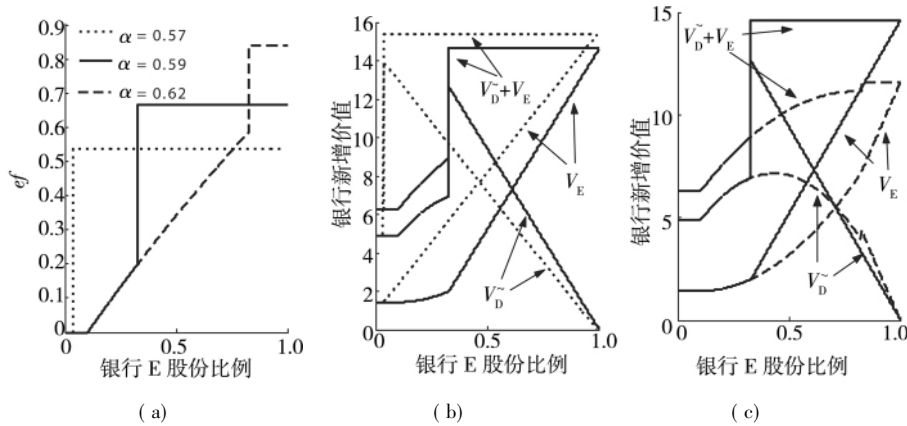 α = 0.57
α = 0.59
α = 0.62
0.9
0.8
0.7
0.6
0.5
0.4
0.3
0.2
0.1
0
ef
0 0.5 1.0
银行 E 股份比例
( a )
16
14
12
10
8
6
4
2
0
银行新增价值
V_D~+V_E
V_E
V_D~
0 0.5 1.0
银行 E 股份比例
( b )
15
10
5
0
银行新增价值
V_D~+V_E
V_E
V_D~
0 0.5 1.0
银行 E 股份比例
( c )